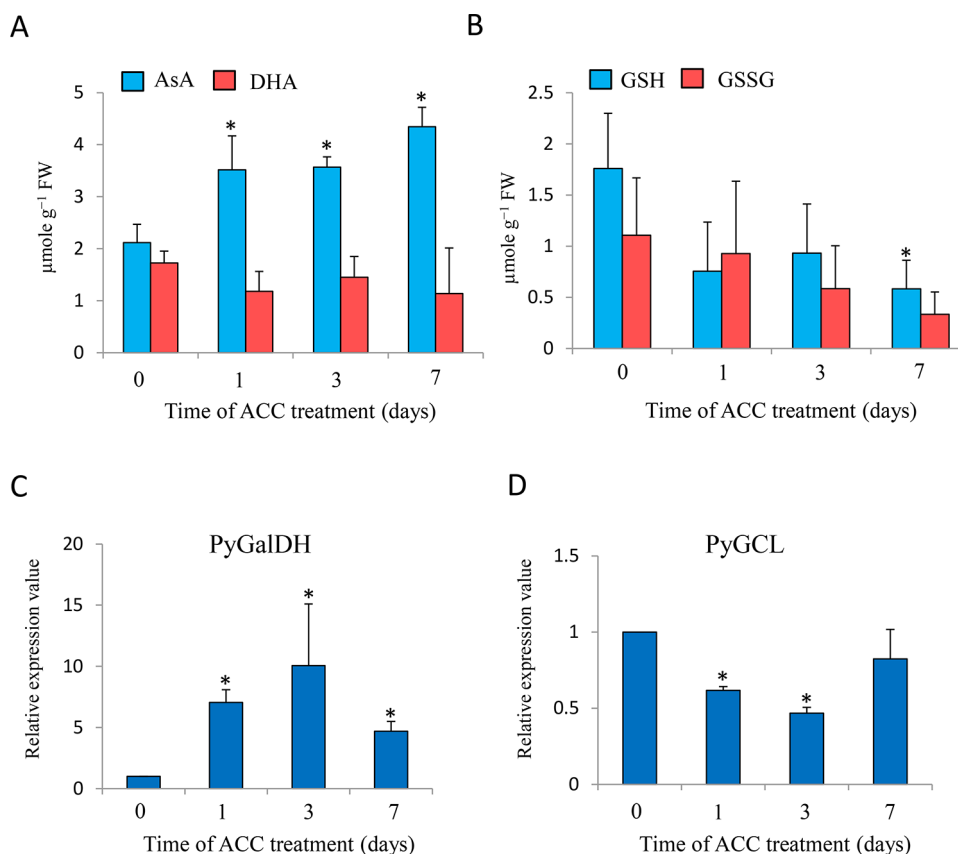 A
AsA DHA
5
4
3
2
1
0
µmole g⁻¹ FW
* * *
0 1 3 7
Time of ACC treatment (days)
B
GSH GSSG
2.5
2
1.5
1
0.5
0
µmole g⁻¹ FW
*
0 1 3 7
Time of ACC treatment (days)
C
PyGalDH
20
15
10
5
0
Relative expression value
* * *
0 1 3 7
Time of ACC treatment (days)
D
PyGCL
1.5
1
0.5
0
Relative expression value
* *
0 1 3 7
Time of ACC treatment (days)